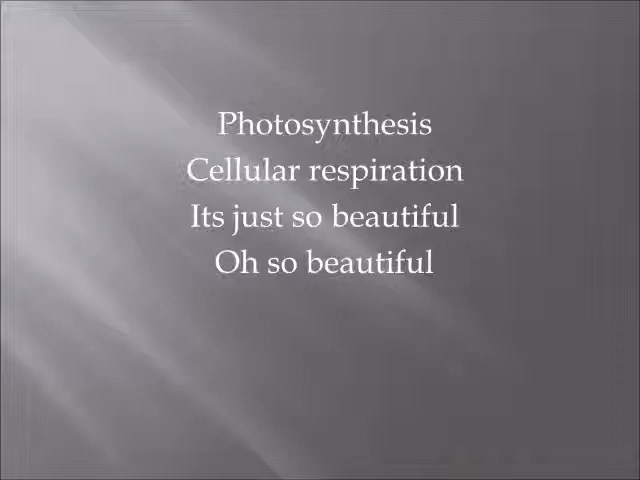 Photosynthesis
Cellular respiration
Its just so beautiful
Oh so beautiful